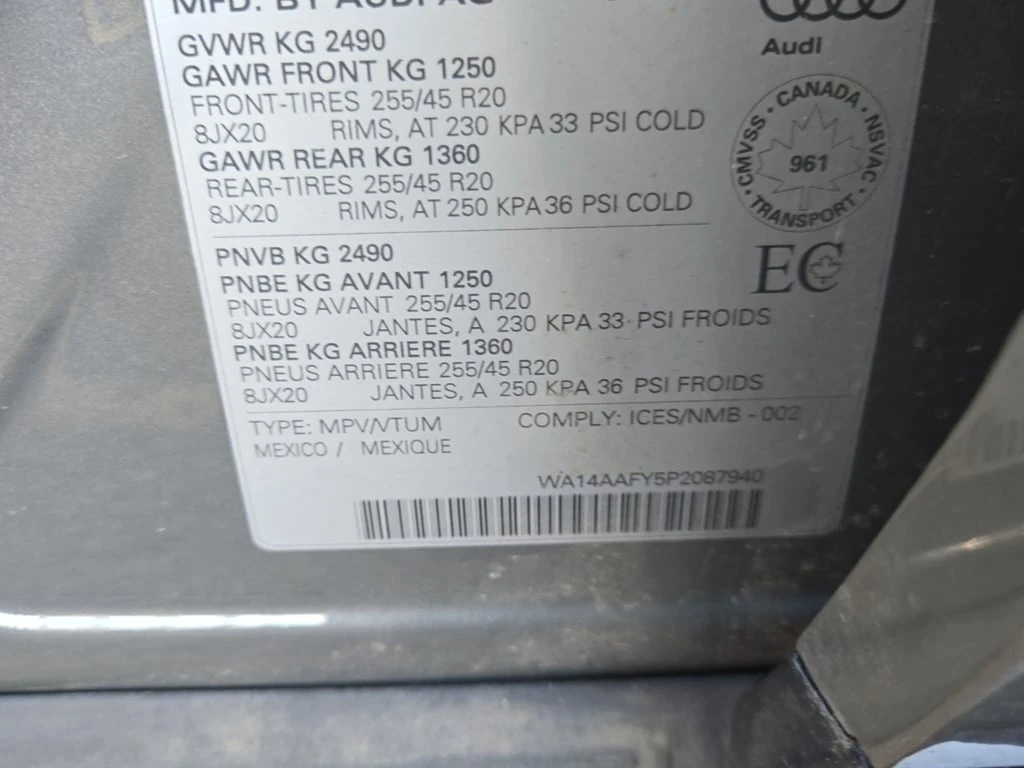 MFD. BY AUDI AG
GVWR KG 2490
GAWR FRONT KG 1250
FRONT-TIRES 255/45 R20
8JX20 RIMS, AT 230 KPA 33 PSI COLD
GAWR REAR KG 1360
REAR-TIRES 255/45 R20
8JX20 RIMS, AT 250 KPA 36 PSI COLD
Audi
CANADA · NSVAC · TRANSPORT · CMVSS ·
961
EC
PNVB KG 2490
PNBE KG AVANT 1250
PNEUS AVANT 255/45 R20
8JX20 JANTES, A 230 KPA 33 PSI FROIDS
PNBE KG ARRIERE 1360
PNEUS ARRIERE 255/45 R20
8JX20 JANTES, A 250 KPA 36 PSI FROIDS
TYPE: MPV/VTUM COMPLY: ICES/NMB - 002
MEXICO / MEXIQUE
WA14AAFY5P2087940